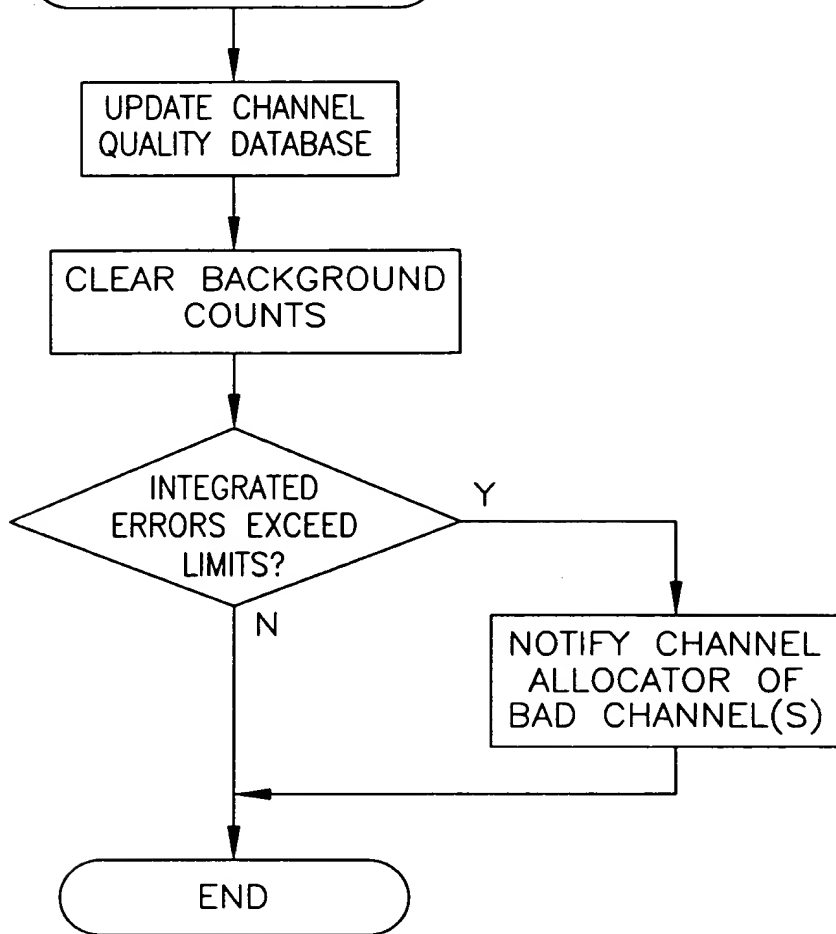 UPDATE CHANNEL
QUALITY DATABASE
CLEAR BACKGROUND
COUNTS
INTEGRATED
ERRORS EXCEED
LIMITS?
Y
N
NOTIFY CHANNEL
ALLOCATOR OF
BAD CHANNEL(S)
END